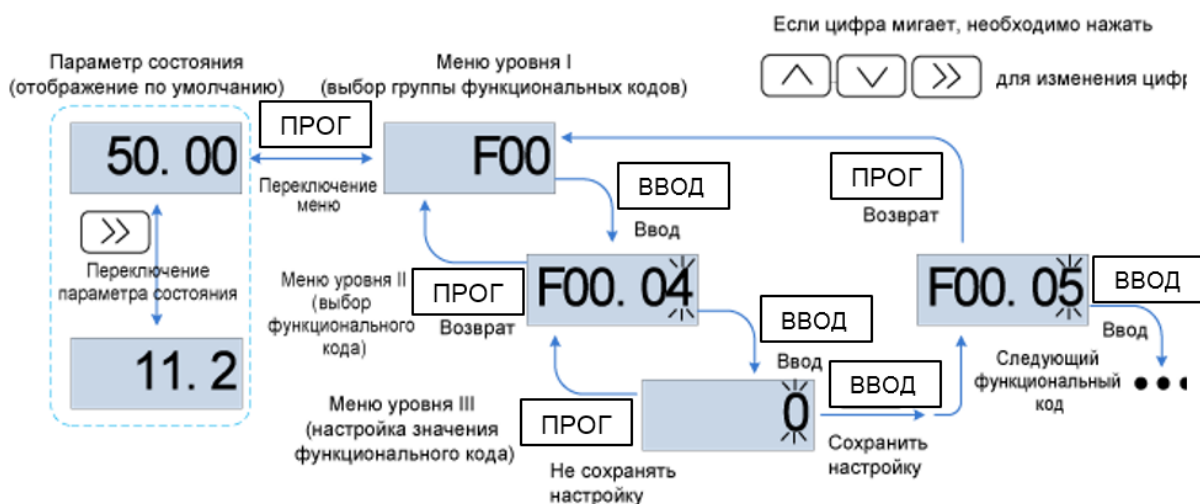 Если цифра мигает, необходимо нажать
для изменения цифр
Параметр состояния
(отображение по умолчанию)
Меню уровня I
(выбор группы функциональных кодов)
50. 00
ПРОГ
Переключение
меню
F00
ВВОД
Ввод
ПРОГ
Возврат
Переключение
параметра состояния
11. 2
Меню уровня II
(выбор
функционального
кода)
ПРОГ
Возврат
F00. 04
ВВОД
Ввод
F00. 05
ВВОД
Ввод
Следующий
функциональный
код
Меню уровня III
(настройка значения
функционального кода)
ПРОГ
Не сохранять
настройку
0
ВВОД
Сохранить
настройку